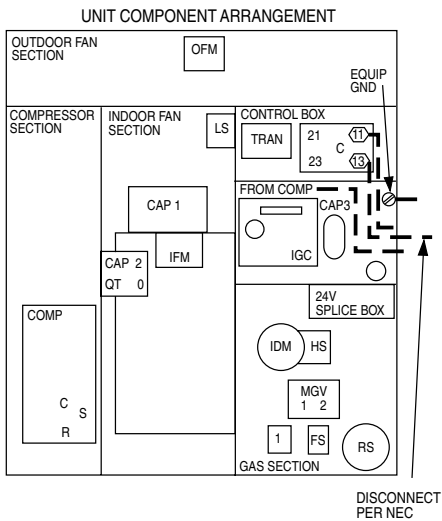 UNIT COMPONENT ARRANGEMENT
OUTDOOR FAN
SECTION
OFM
EQUIP
GND
COMPRESSOR
SECTION
INDOOR FAN
SECTION
LS
CONTROL BOX
TRAN
21
11
C
23
13
FROM COMP
CAP3
IGC
CAP 1
IFM
CAP 2
QT 0
24V
SPLICE BOX
COMP
C
S
R
IDM
HS
MGV
1 2
1
FS
RS
GAS SECTION
DISCONNECT
PER NEC